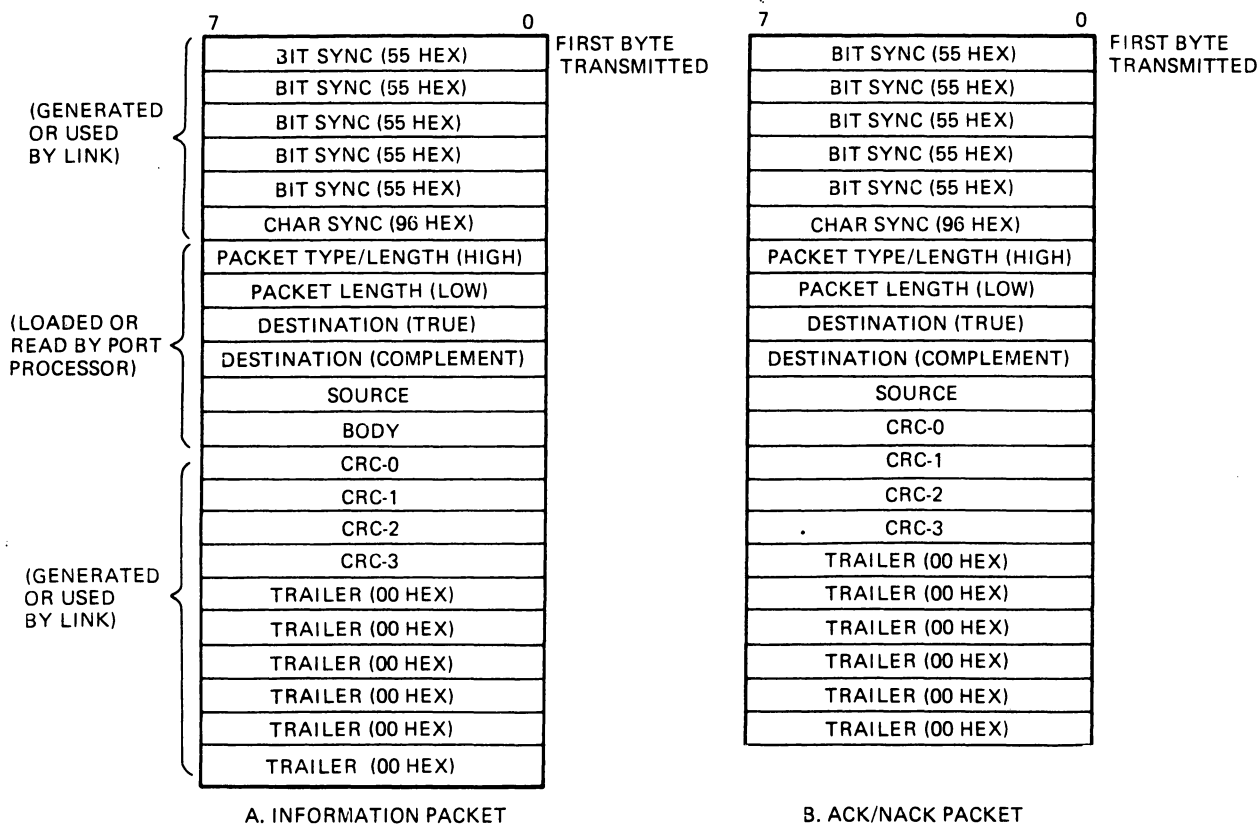 7 0
BIT SYNC (55 HEX)
FIRST BYTE
TRANSMITTED
BIT SYNC (55 HEX)
BIT SYNC (55 HEX)
BIT SYNC (55 HEX)
BIT SYNC (55 HEX)
CHAR SYNC (96 HEX)
(GENERATED
OR USED
BY LINK)
PACKET TYPE/LENGTH (HIGH)
PACKET LENGTH (LOW)
DESTINATION (TRUE)
DESTINATION (COMPLEMENT)
SOURCE
BODY
(LOADED OR
READ BY PORT
PROCESSOR)
CRC-0
CRC-1
CRC-2
CRC-3
TRAILER (00 HEX)
TRAILER (00 HEX)
TRAILER (00 HEX)
TRAILER (00 HEX)
TRAILER (00 HEX)
TRAILER (00 HEX)
(GENERATED
OR USED
BY LINK)
A. INFORMATION PACKET
7 0
BIT SYNC (55 HEX)
FIRST BYTE
TRANSMITTED
BIT SYNC (55 HEX)
BIT SYNC (55 HEX)
BIT SYNC (55 HEX)
BIT SYNC (55 HEX)
CHAR SYNC (96 HEX)
PACKET TYPE/LENGTH (HIGH)
PACKET LENGTH (LOW)
DESTINATION (TRUE)
DESTINATION (COMPLEMENT)
SOURCE
CRC-0
CRC-1
CRC-2
CRC-3
TRAILER (00 HEX)
TRAILER (00 HEX)
TRAILER (00 HEX)
TRAILER (00 HEX)
TRAILER (00 HEX)
TRAILER (00 HEX)
B. ACK/NACK PACKET